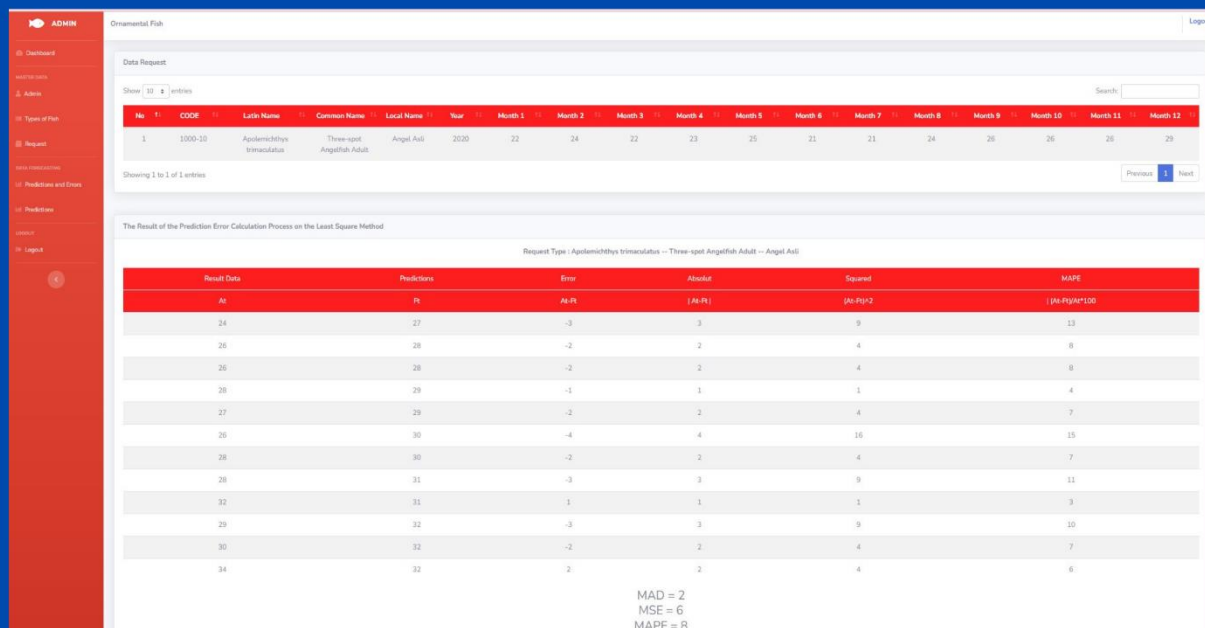 ADMIN
Ornamental Fish
Logo
Dashboard
MASTER DATA
Admin
Types of Fish
Request
DATA FORECASTING
Predictions and Errors
Predictions
LOGOUT
Logout
Data Request
Show 10 entries
Search:
No CODE Latin Name Common Name Local Name Year Month 1 Month 2 Month 3 Month 4 Month 5 Month 6 Month 7 Month 8 Month 9 Month 10 Month 11 Month 12
1 1000-10 Apolemichthys trimaculatus Three-spot Angelfish Adult Angel Asli 2020 22 24 22 23 25 21 21 24 26 26 26 29
Showing 1 to 1 of 1 entries
Previous 1 Next
The Result of the Prediction Error Calculation Process on the Least Square Method
Request Type : Apolemichthys trimaculatus -- Three-spot Angelfish Adult -- Angel Asli
Result Data Predictions Error Absolut Squared MAPE
At Ft At-Ft | At-Ft | (At-Ft)^2 | (At-Ft)/At*100
24 27 -3 3 9 13
26 28 -2 2 4 8
26 28 -2 2 4 8
28 29 -1 1 1 4
27 29 -2 2 4 7
26 30 -4 4 16 15
28 30 -2 2 4 7
28 31 -3 3 9 11
32 31 1 1 1 3
29 32 -3 3 9 10
30 32 -2 2 4 7
34 32 2 2 4 6
MAD = 2
MSE = 6
MAPE = 8